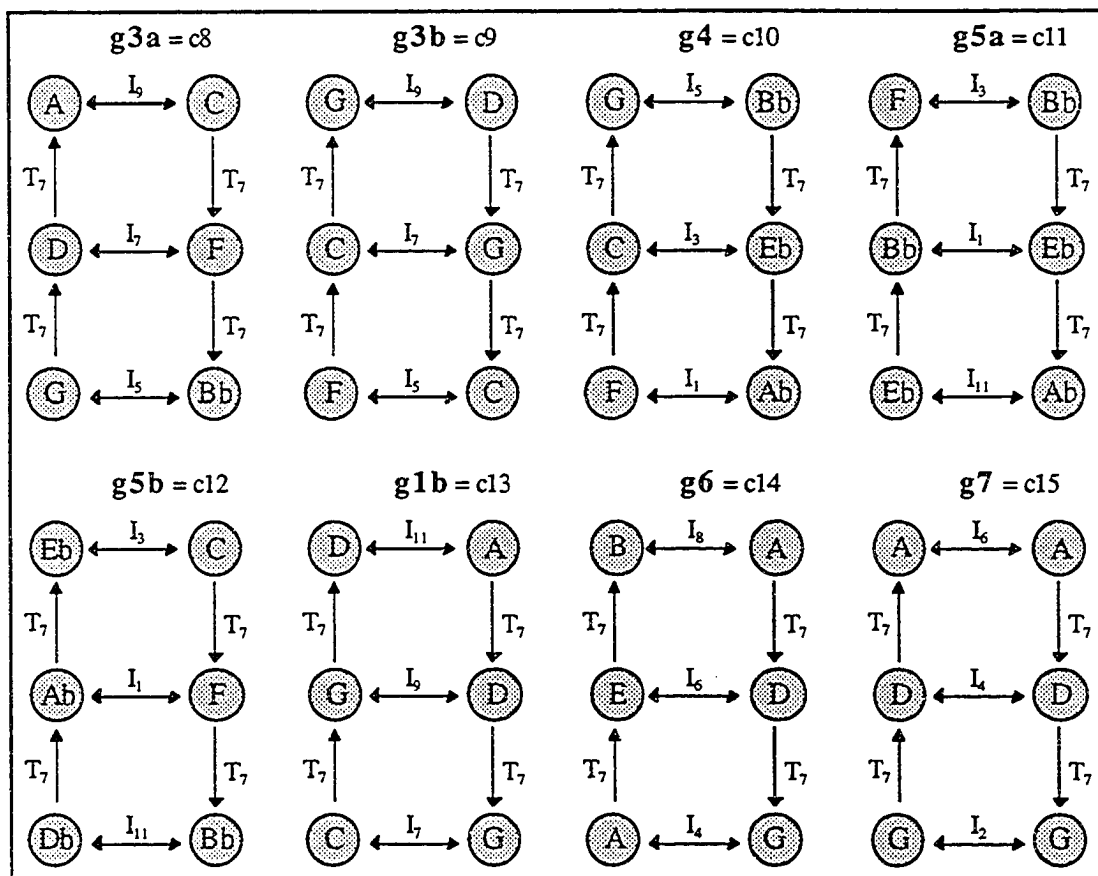 g3a = c8 g3b = c9 g4 = c10 g5a = c11
A I₉ C G I₉ D G I₅ Bb F I₃ Bb
T₇ T₇ T₇ T₇ T₇ T₇ T₇ T₇
D I₇ F C I₇ G C I₃ Eb Bb I₁ Eb
T₇ T₇ T₇ T₇ T₇ T₇ T₇ T₇
G I₅ Bb F I₅ C F I₁ Ab Eb I₁₁ Ab
g5b = c12 g1b = c13 g6 = c14 g7 = c15
Eb I₃ C D I₁₁ A B I₈ A A I₆ A
T₇ T₇ T₇ T₇ T₇ T₇ T₇ T₇
Ab I₁ F G I₉ D E I₆ D D I₄ D
T₇ T₇ T₇ T₇ T₇ T₇ T₇ T₇
Db I₁₁ Bb C I₇ G A I₄ G G I₂ G